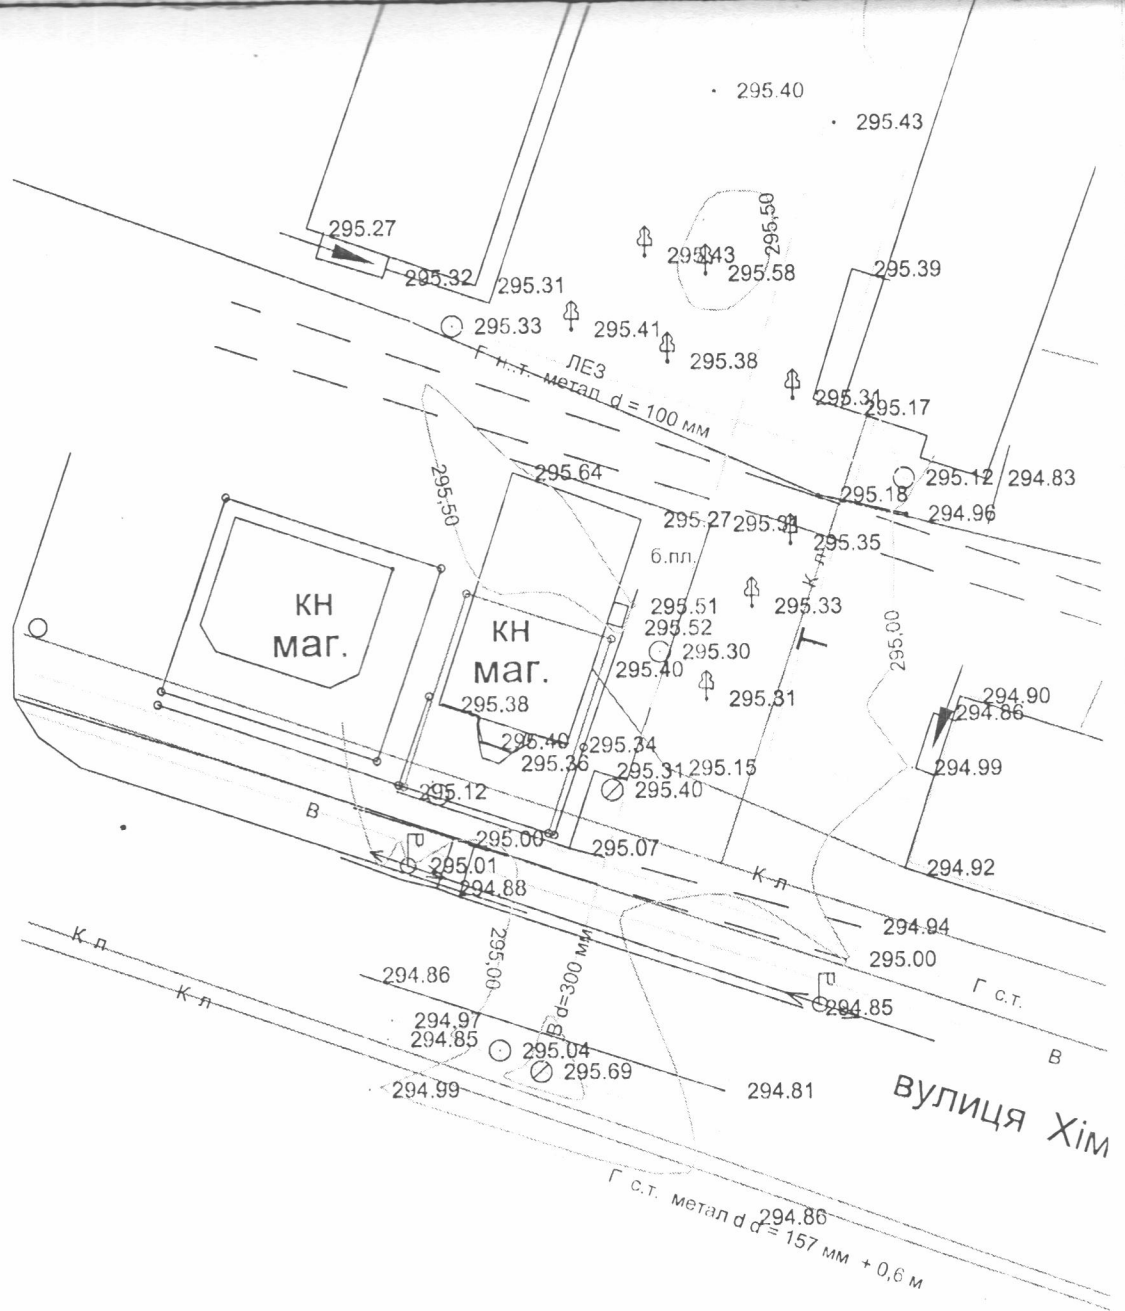 295.40
295.43
295.27
295,50
295.43
295.58
295.32
295.31
295.39
295.33
295.41
295.38
ЛЕЗ
Г н.т. метал d = 100 мм
295.31
295.17
295.64
295,50
295.12
294.83
295.18
294.96
295.27
295.31
295.35
б.пл.
К л
295.51
295.33
295.52
295.30
295.40
Т
295,00
кн
маг.
кн
маг.
295.31
295.38
294.90
294.86
295.40
295.34
295.36
295.31
295.15
294.99
295.12
295.40
В
295.00
295.07
Р
295.01
294.88
К л
294.92
294.94
295.00
К л
К л
295,00
В d=300 мм
294.86
Р
294.85
Г с.т.
294.97
294.85
295.04
295.69
В
294.99
294.81
вулиця Хім
Г с.т. метал d d = 157 мм + 0,6 м
294.86